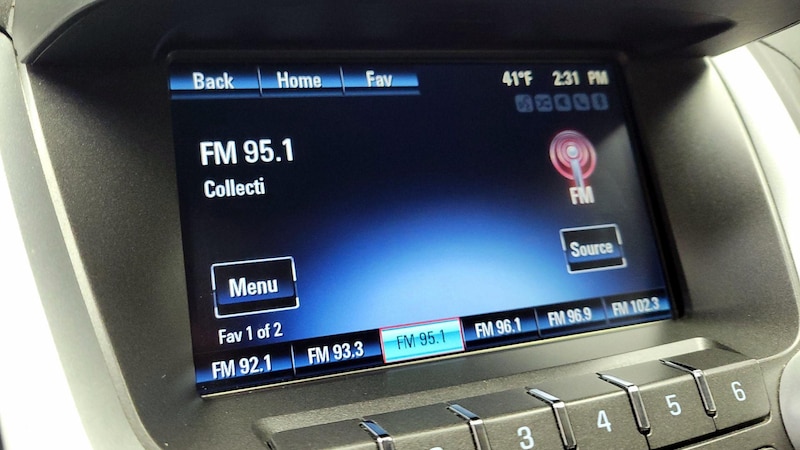 Back Home Fav 41°F 2:31 PM
FM 95.1
Collecti
FM
Source
Menu
Fav 1 of 2
FM 92.1 FM 93.3 FM 95.1 FM 96.1 FM 96.9 FM 102.3
3 4 5 6